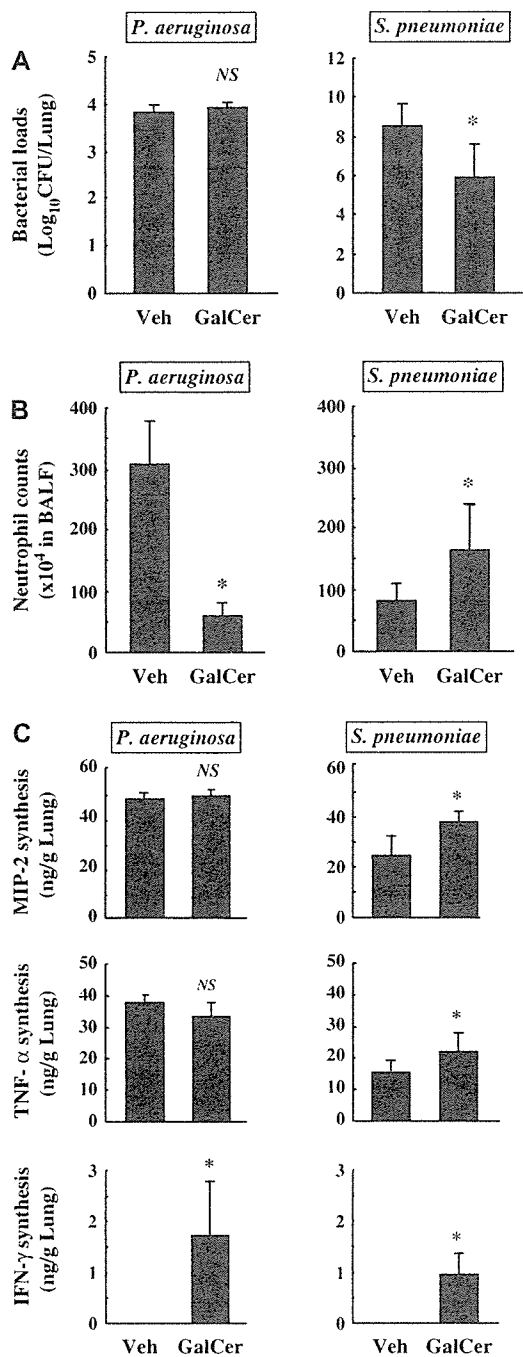 P. aeruginosa
S. pneumoniae
A
Bacterial loads
(Log10CFU/Lung)
5
4
3
2
1
0
NS
Veh GalCer
12
10
8
6
4
2
0
*
Veh GalCer
P. aeruginosa
S. pneumoniae
B
Neutrophil counts
(x10⁴ in BALF)
400
300
200
100
0
*
Veh GalCer
400
300
200
100
0
*
Veh GalCer
C
P. aeruginosa
S. pneumoniae
MIP-2 synthesis
(ng/g Lung)
60
40
20
0
NS
60
40
20
0
*
TNF- α synthesis
(ng/g Lung)
50
40
30
20
10
0
NS
50
40
30
20
10
0
*
IFN-γ synthesis
(ng/g Lung)
3
2
1
0
*
Veh GalCer
3
2
1
0
*
Veh GalCer